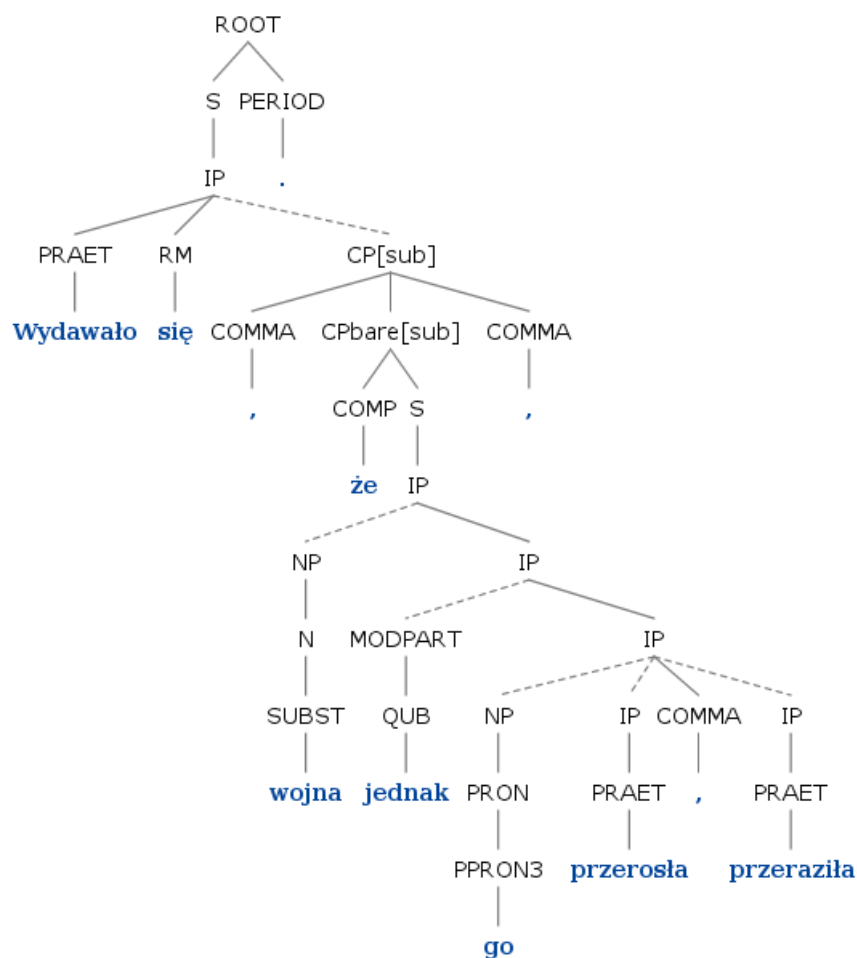 ROOT
S PERIOD
IP .
PRAET RM CP[sub]
Wydawało się COMMA CPbare[sub] COMMA
, COMP S ,
że IP
NP IP
N MODPART IP
SUBST QUB NP IP COMMA IP
wojna jednak PRON PRAET , PRAET
PPRON3 przerosła przeraziła
go